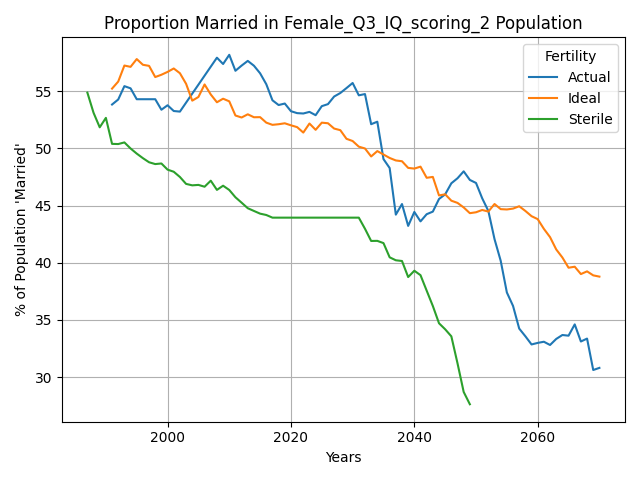 Proportion Married in Female_Q3_IQ_scoring_2 Population
Fertility
Actual
Ideal
Sterile
% of Population 'Married'
55
50
45
40
35
30
2000
2020
2040
2060
Years